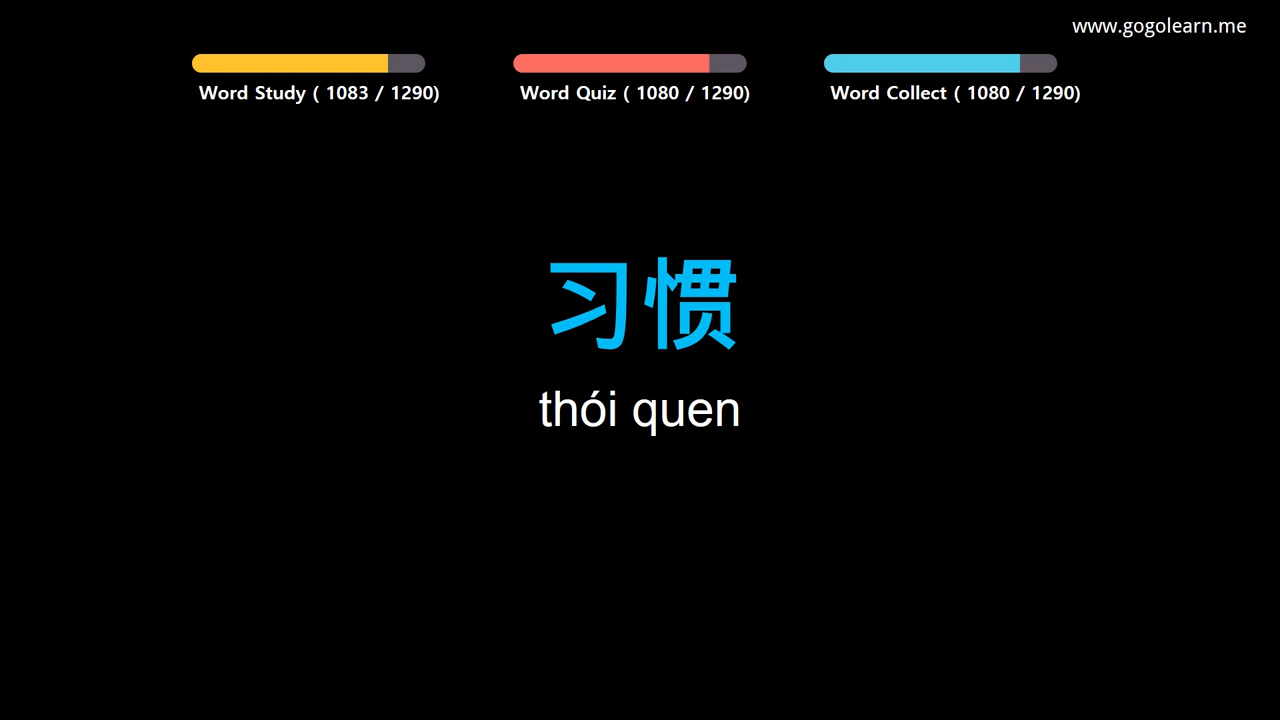 www.gogolearn.me
Word Study ( 1083 / 1290)
Word Quiz ( 1080 / 1290)
Word Collect ( 1080 / 1290)
习惯
thói quen